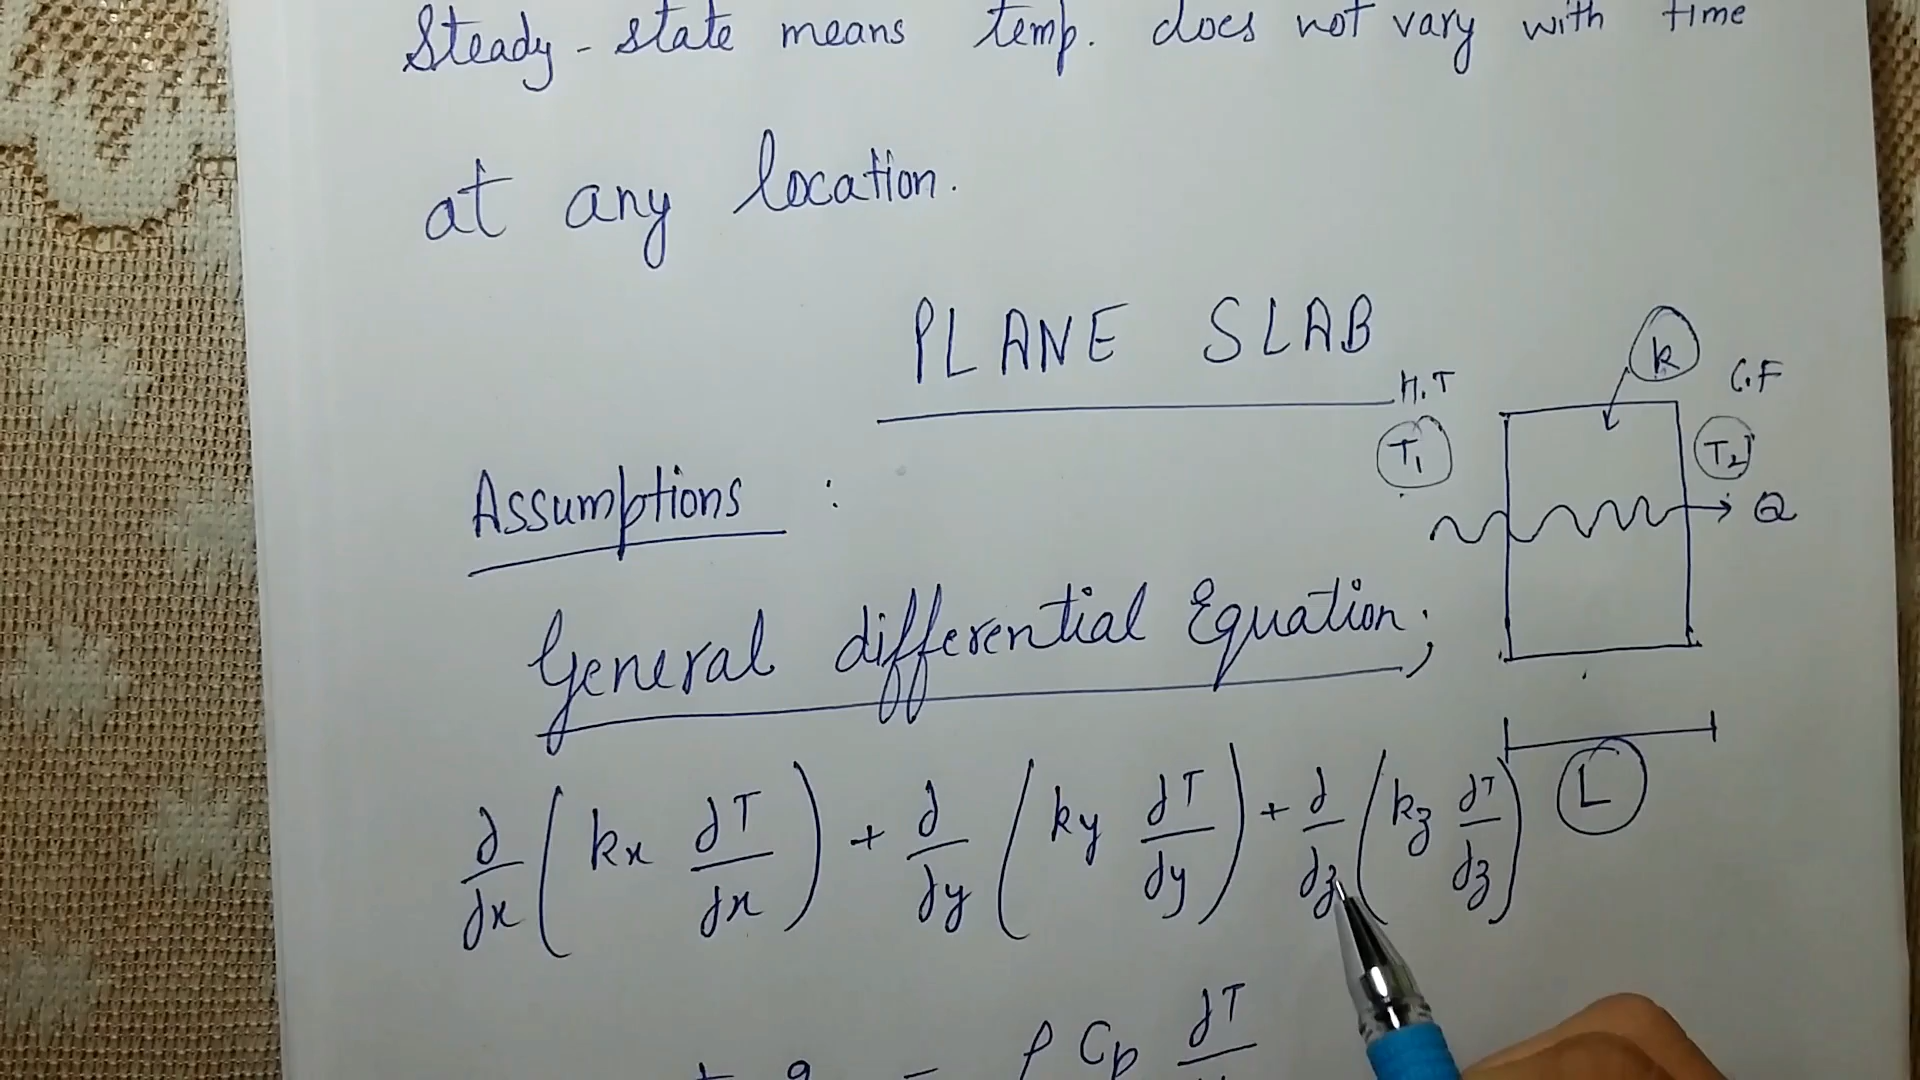 Steady-state means temp. does not vary with time
at any location.
PLANE SLAB
H.T
k
C.F
T₁
T₂
Q
Assumptions :
General differential Equation;
L
∂/∂x ( kx ∂T/∂x ) + ∂/∂y ( ky ∂T/∂y ) + ∂/∂z ( kz ∂T/∂z )
ρ Cp ∂T